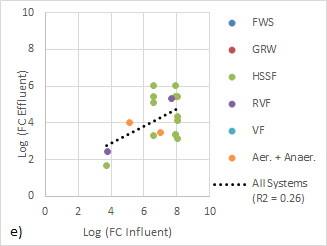 10
8
6
4
2
0
0
2
4
6
8
10
Log (FC Effluent)
Log (FC Influent)
e)
FWS
GRW
HSSF
RVF
VF
Aer. + Anaer.
All Systems
(R2 = 0.26)